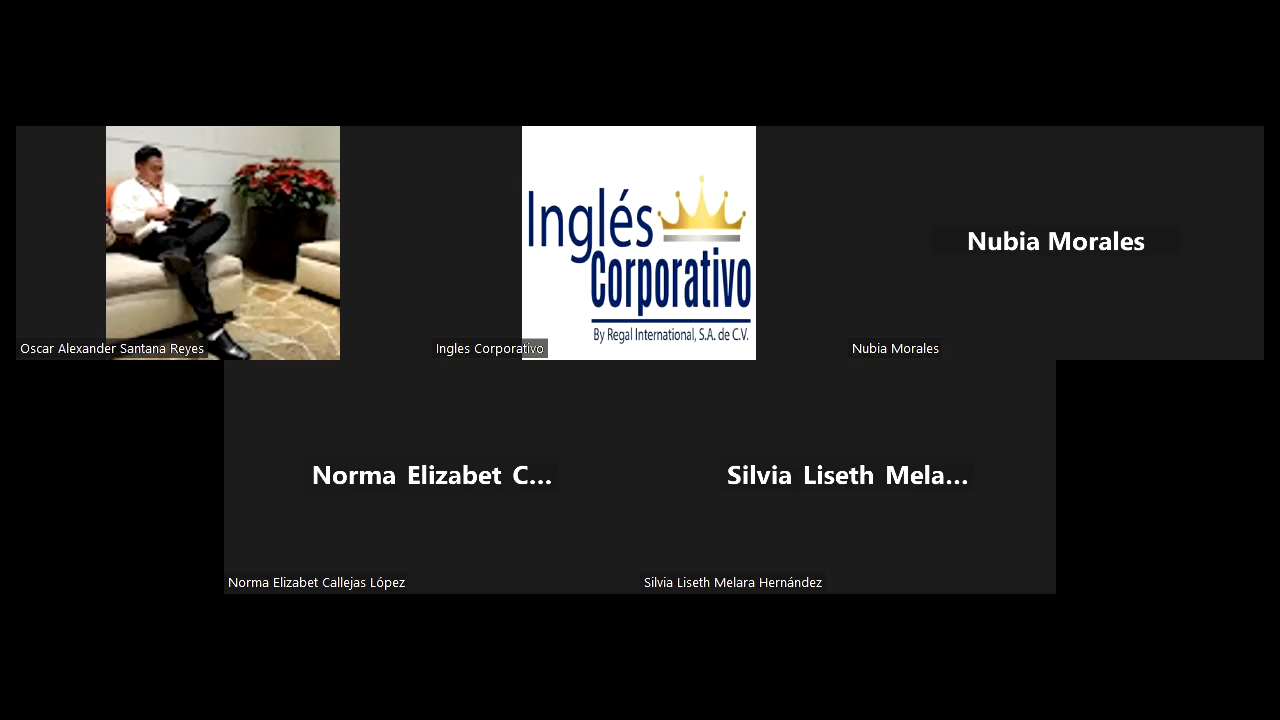 Inglés
Corporativo
By Regal International, S.A. de C.V.
Nubia Morales
Oscar Alexander Santana Reyes
Ingles Corporativo
Nubia Morales
Norma Elizabet C...
Silvia Liseth Mela...
Norma Elizabet Callejas López
Silvia Liseth Melara Hernández